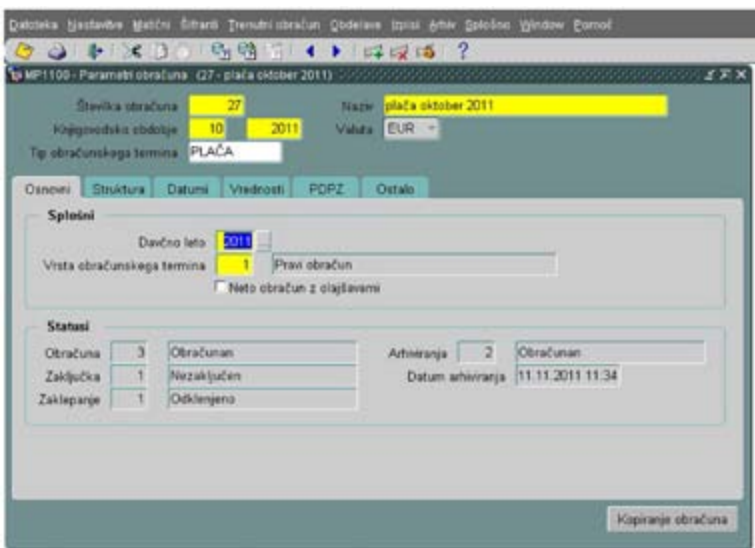 Datoteka Nastavitve Matični Šifranti Trenutni obračun Obdelave Izpisi Arhiv Splošno Window Pomoč
MP1100 - Parametri obračuna (27 - plača oktober 2011)
Številka obračuna 27 Naziv plača oktober 2011
Knjigovodsko obdobje 10 2011 Valuta EUR
Tip obračunskega termina PLAČA
Osnovni Struktura Datumi Vrednosti PDPZ Ostalo
Splošni
Davčno leto 2011
Vrsta obračunskega termina 1 Pravi obračun
Neto obračun z olajšavami
Statusi
Obračuna 3 Obračunan Arhiviranja 2 Obračunan
Zaključka 1 Nezaključen Datum arhiviranja 11.11.2011 11:34
Zaklepanje 1 Odklenjeno
Kopiranje obračuna